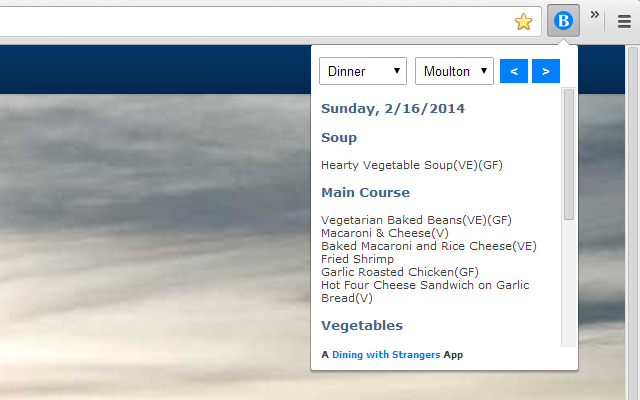 B
»
Dinner
Moulton
<
>
Sunday, 2/16/2014
Soup
Hearty Vegetable Soup(VE)(GF)
Main Course
Vegetarian Baked Beans(VE)(GF)
Macaroni & Cheese(V)
Baked Macaroni and Rice Cheese(VE)
Fried Shrimp
Garlic Roasted Chicken(GF)
Hot Four Cheese Sandwich on Garlic
Bread(V)
Vegetables
A Dining with Strangers App